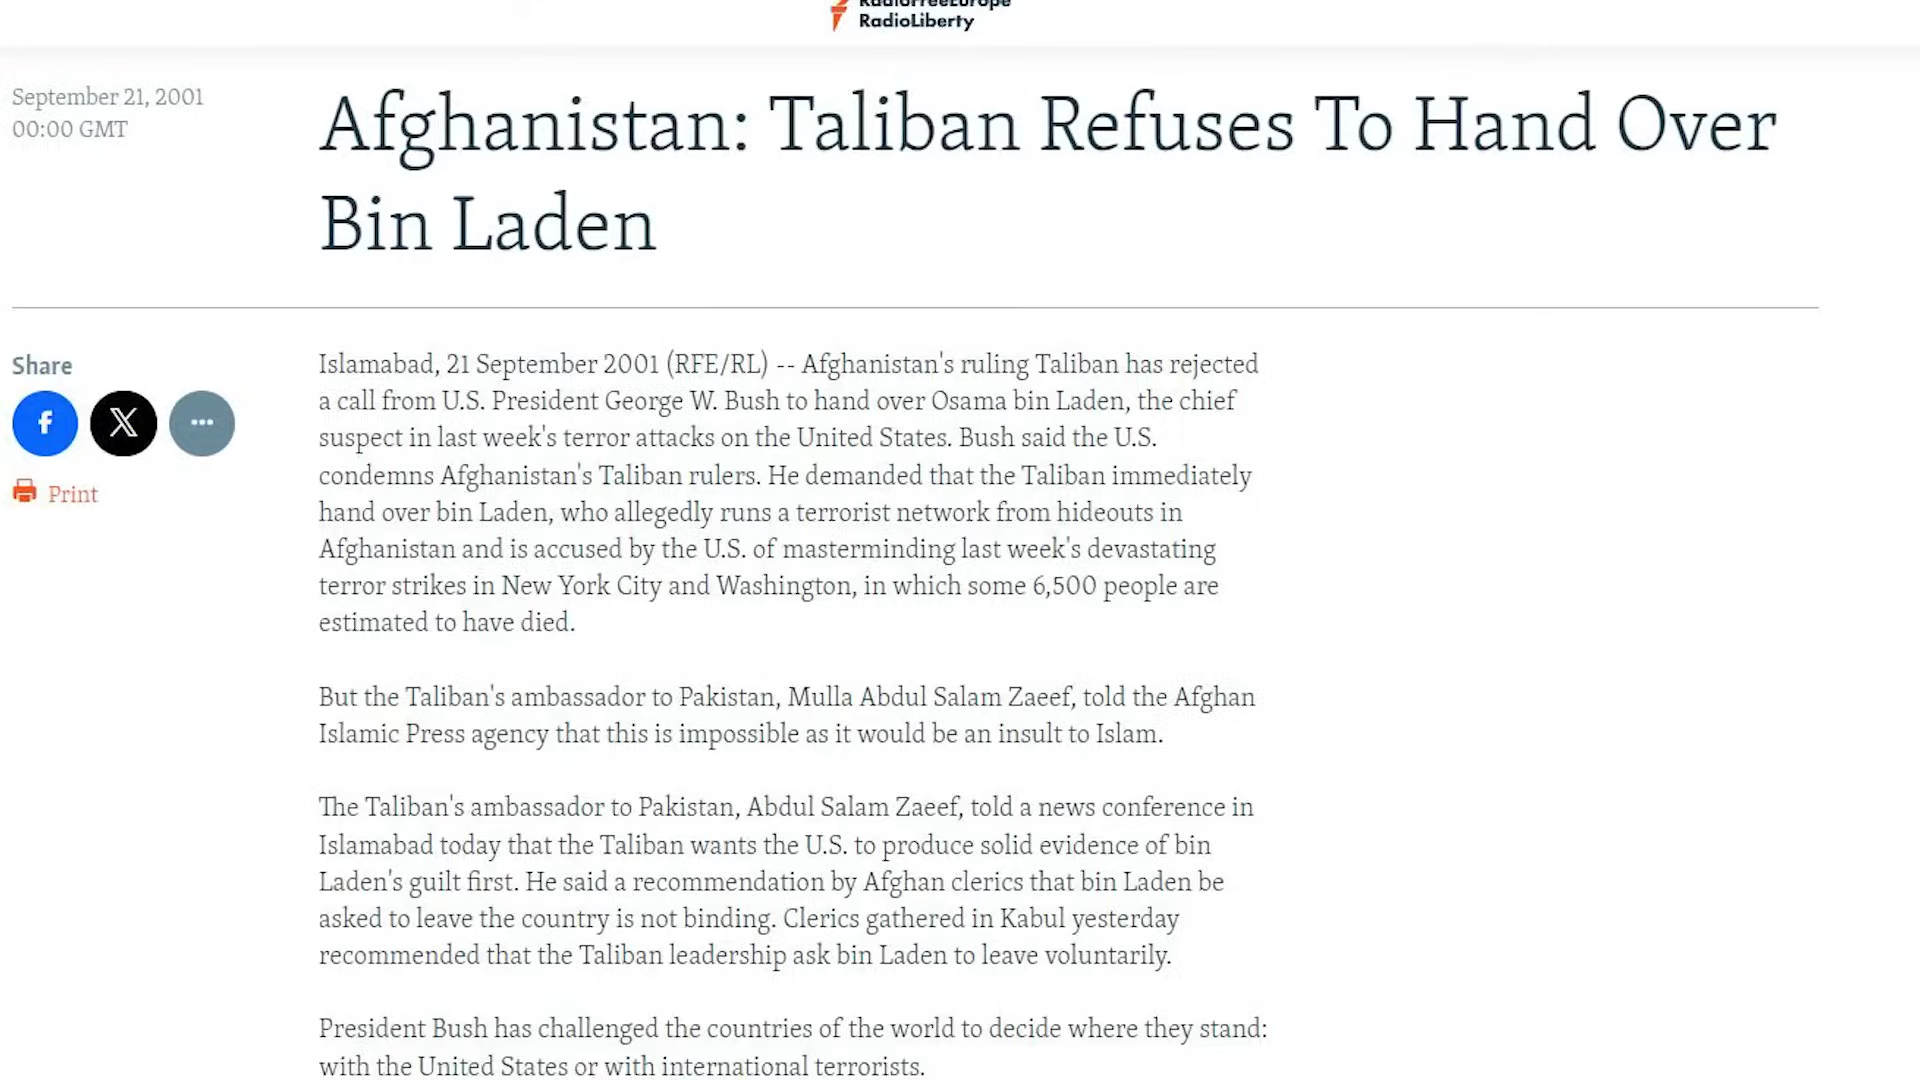 RadioFreeEurope
RadioLiberty
September 21, 2001
00:00 GMT
Afghanistan: Taliban Refuses To Hand Over
Bin Laden
Share
Print
Islamabad, 21 September 2001 (RFE/RL) -- Afghanistan's ruling Taliban has rejected
a call from U.S. President George W. Bush to hand over Osama bin Laden, the chief
suspect in last week's terror attacks on the United States. Bush said the U.S.
condemns Afghanistan's Taliban rulers. He demanded that the Taliban immediately
hand over bin Laden, who allegedly runs a terrorist network from hideouts in
Afghanistan and is accused by the U.S. of masterminding last week's devastating
terror strikes in New York City and Washington, in which some 6,500 people are
estimated to have died.
But the Taliban's ambassador to Pakistan, Mulla Abdul Salam Zaeef, told the Afghan
Islamic Press agency that this is impossible as it would be an insult to Islam.
The Taliban's ambassador to Pakistan, Abdul Salam Zaeef, told a news conference in
Islamabad today that the Taliban wants the U.S. to produce solid evidence of bin
Laden's guilt first. He said a recommendation by Afghan clerics that bin Laden be
asked to leave the country is not binding. Clerics gathered in Kabul yesterday
recommended that the Taliban leadership ask bin Laden to leave voluntarily.
President Bush has challenged the countries of the world to decide where they stand:
with the United States or with international terrorists.